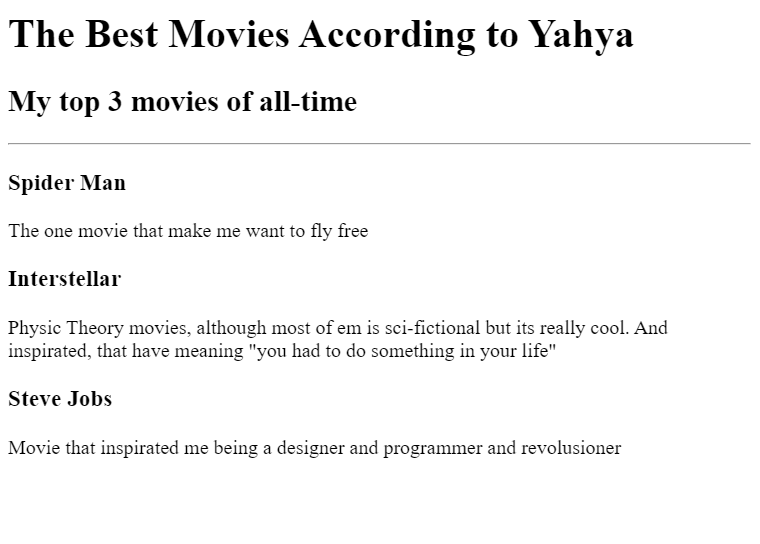 The Best Movies According to Yahya
My top 3 movies of all-time
Spider Man
The one movie that make me want to fly free
Interstellar
Physic Theory movies, although most of em is sci-fictional but its really cool. And
inspirated, that have meaning "you had to do something in your life"
Steve Jobs
Movie that inspirated me being a designer and programmer and revolusioner